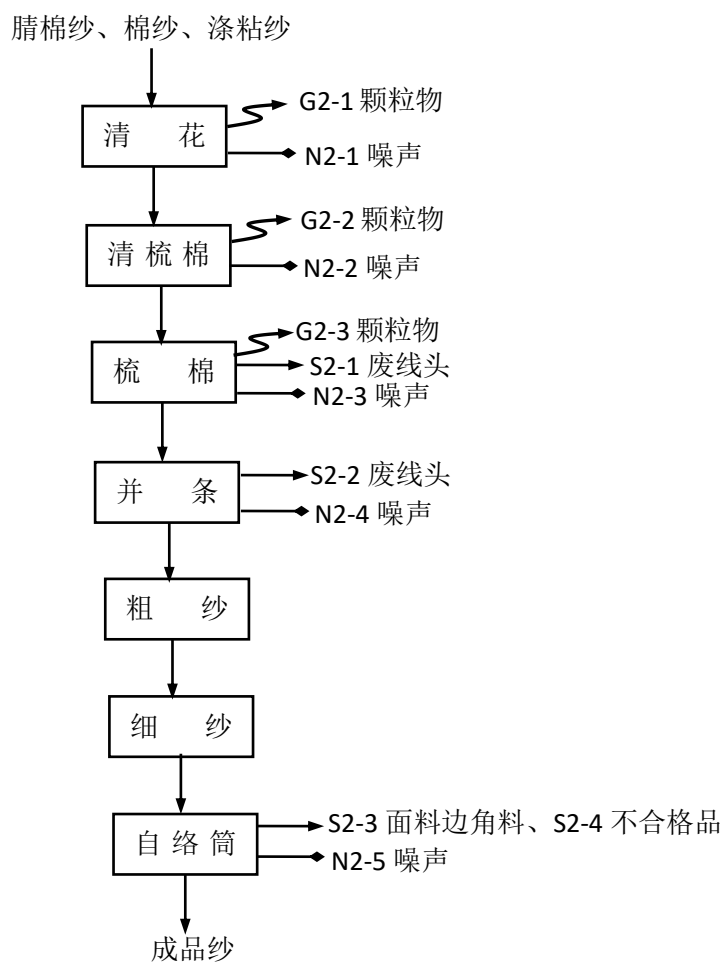 腈棉纱、棉纱、涤粘纱
G2-1 颗粒物
清 花
N2-1 噪声
G2-2 颗粒物
清梳棉
N2-2 噪声
G2-3 颗粒物
梳 棉
S2-1 废线头
N2-3 噪声
S2-2 废线头
并 条
N2-4 噪声
粗 纱
细 纱
S2-3 面料边角料、S2-4 不合格品
自络筒
N2-5 噪声
成品纱